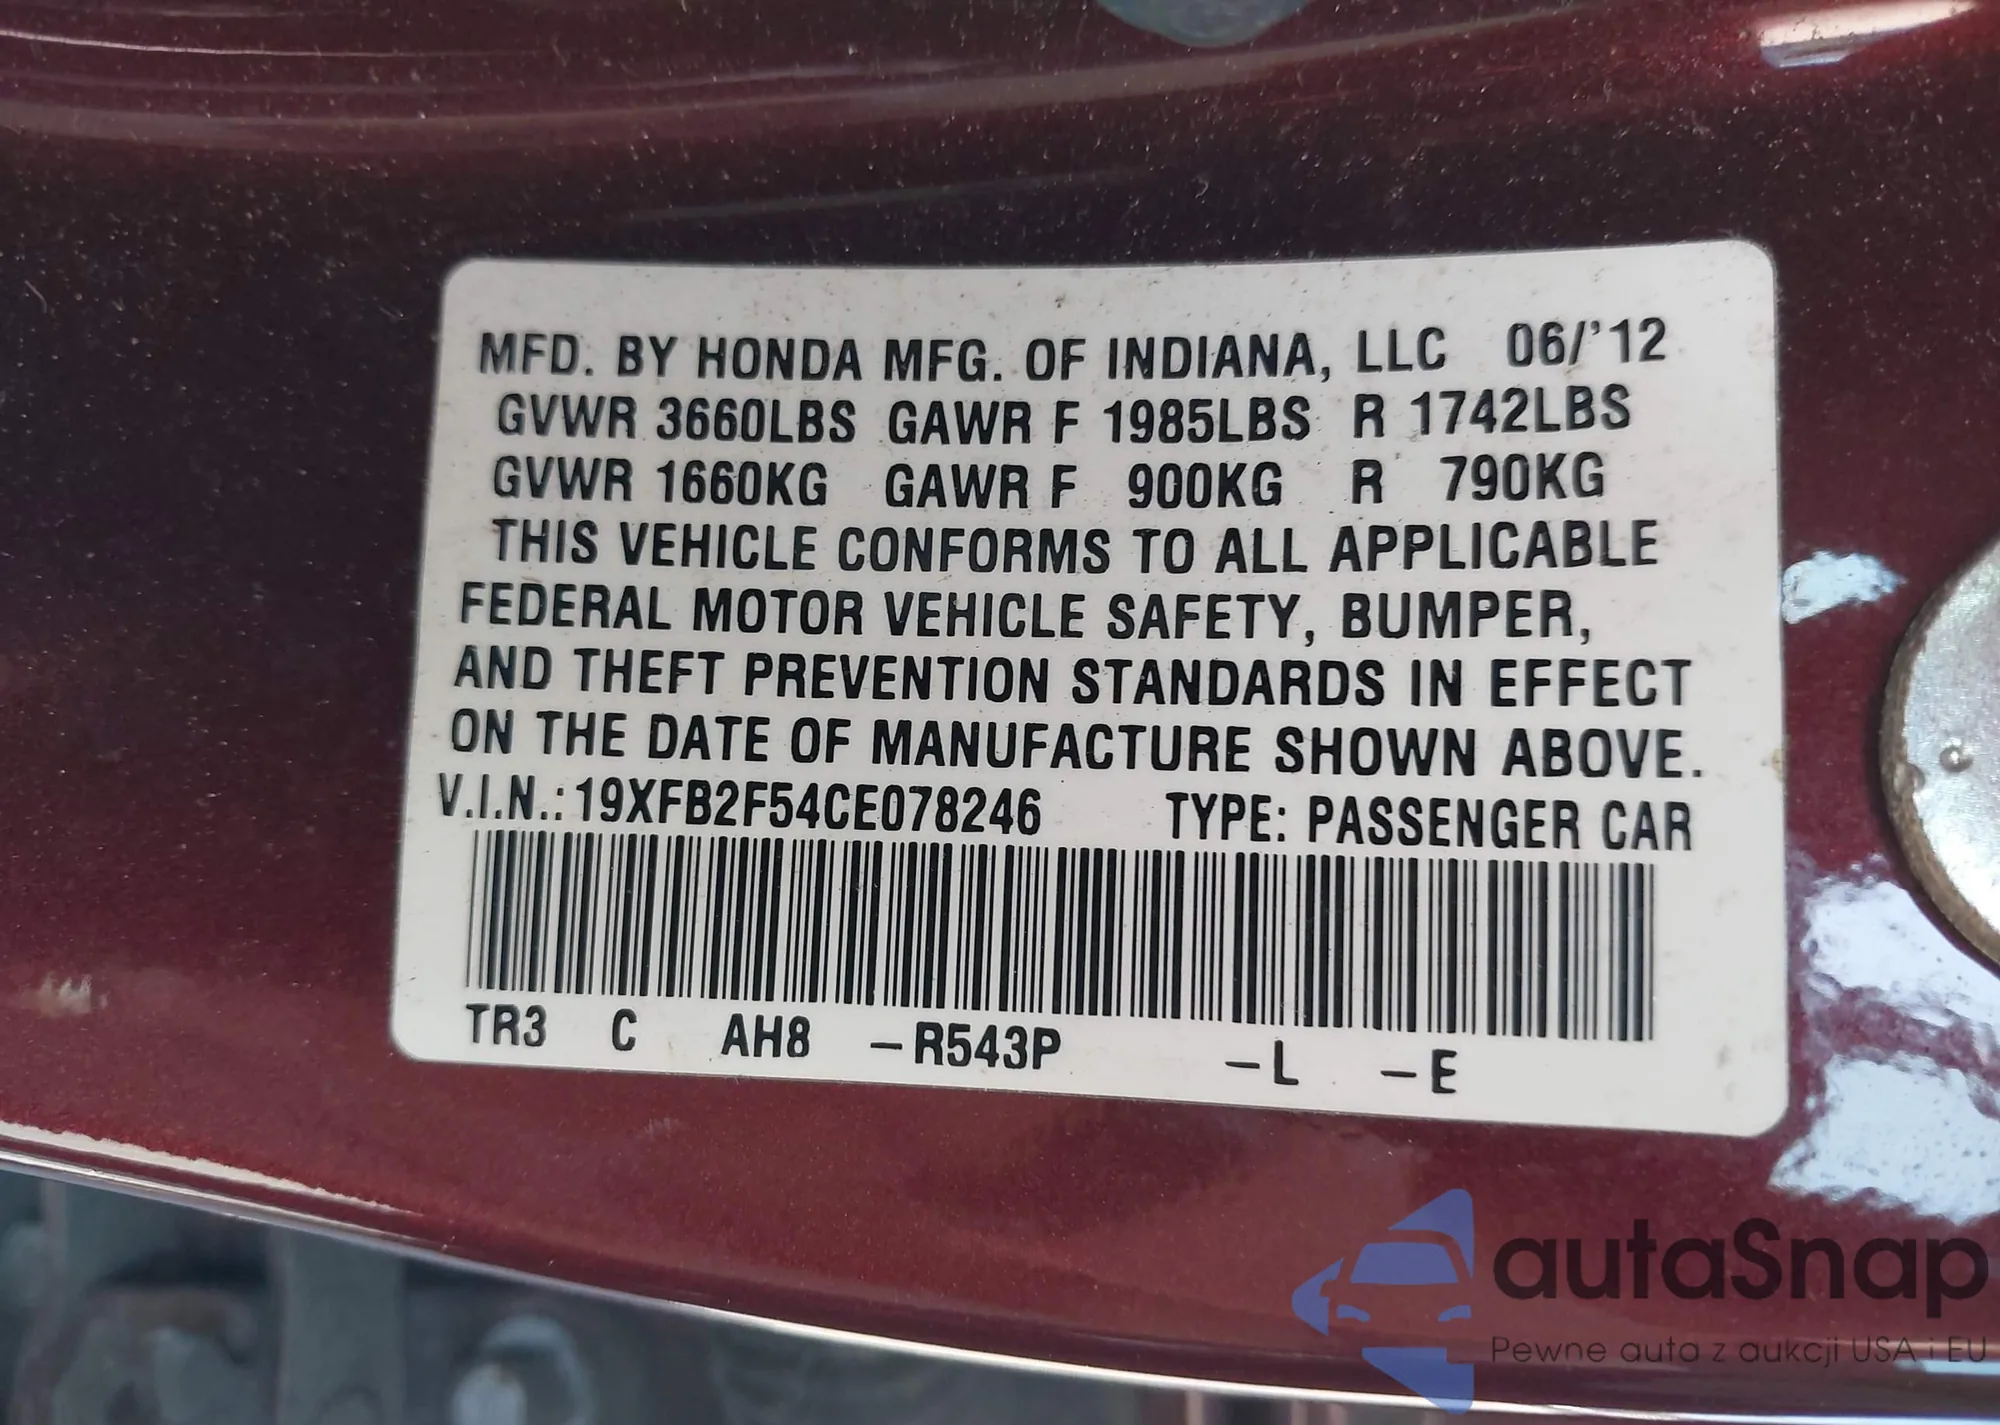 MFD. BY HONDA MFG. OF INDIANA, LLC 06/'12
GVWR 3660LBS GAWR F 1985LBS R 1742LBS
GVWR 1660KG GAWR F 900KG R 790KG
THIS VEHICLE CONFORMS TO ALL APPLICABLE
FEDERAL MOTOR VEHICLE SAFETY, BUMPER,
AND THEFT PREVENTION STANDARDS IN EFFECT
ON THE DATE OF MANUFACTURE SHOWN ABOVE.
V.I.N.: 19XFB2F54CE078246 TYPE: PASSENGER CAR
TR3 C AH8 -R543P -L -E
autaSnap
Pewne auta z aukcji USA i EU